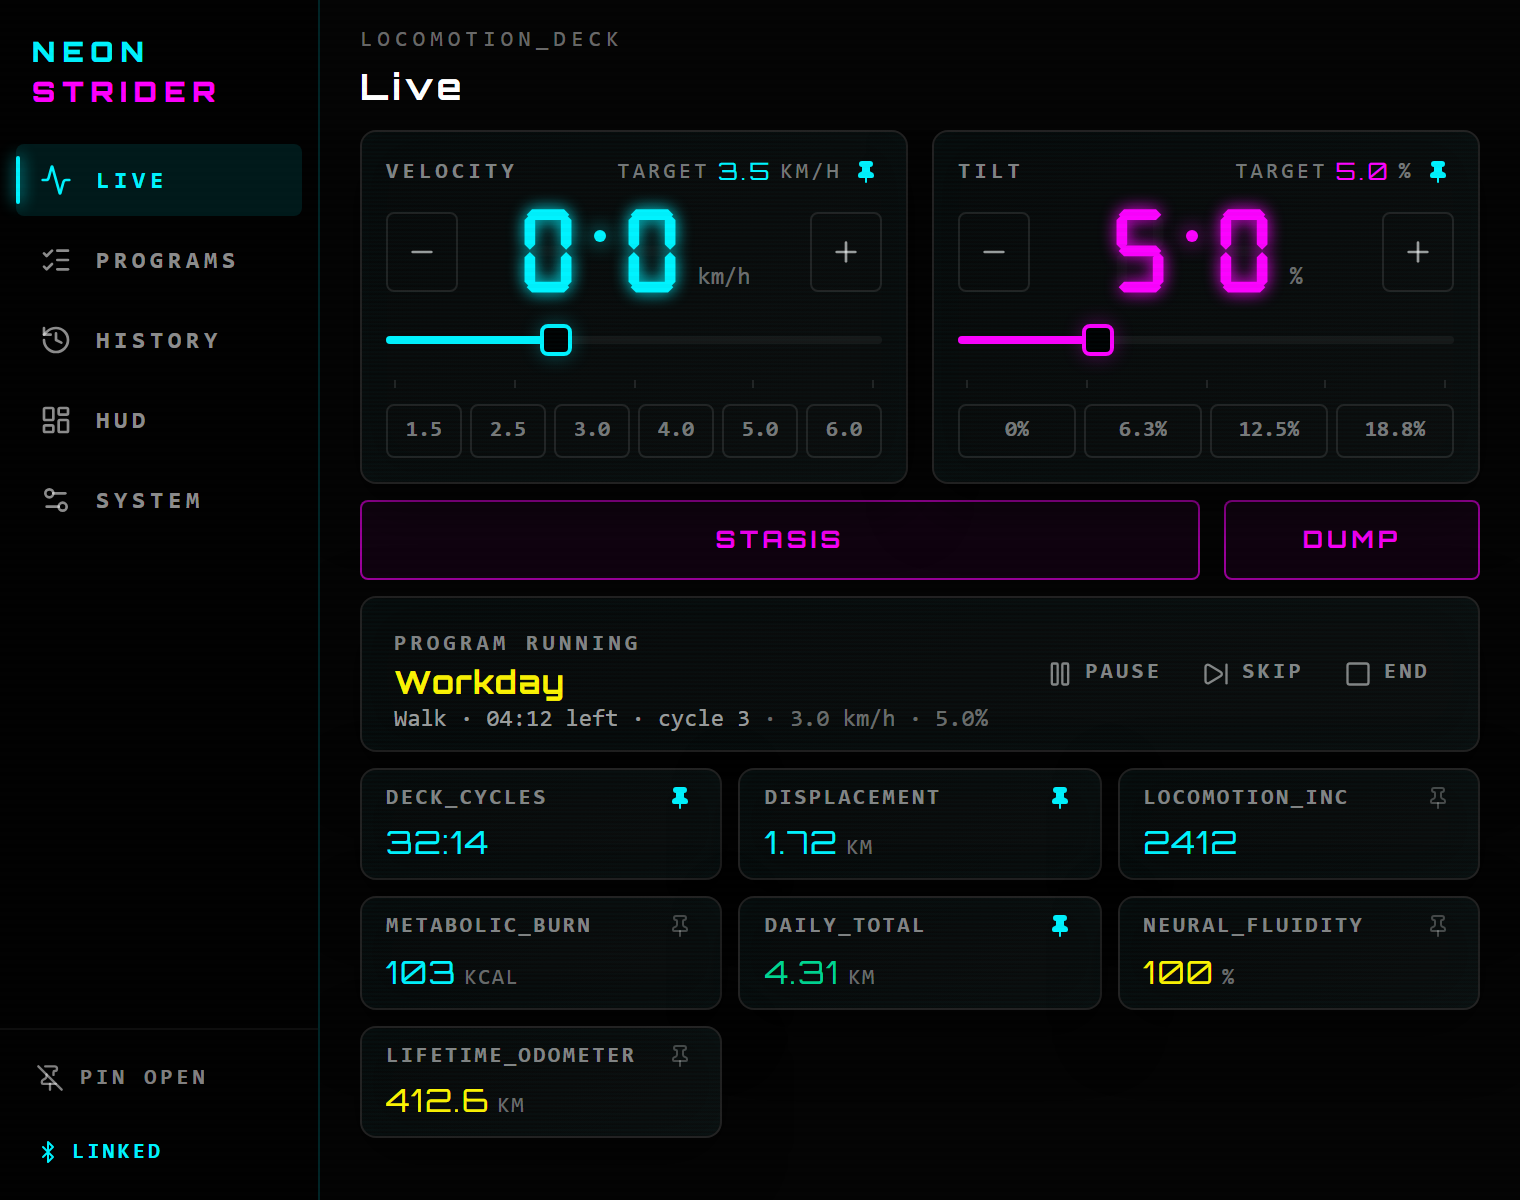 NEON
STRIDER
LIVE
PROGRAMS
HISTORY
HUD
SYSTEM
PIN OPEN
LINKED
LOCOMOTION_DECK
Live
VELOCITY TARGET 3.5 KM/H
− 0.0 km/h +
1.5 2.5 3.0 4.0 5.0 6.0
TILT TARGET 5.0 %
− 5.0 % +
0% 6.3% 12.5% 18.8%
STASIS DUMP
PROGRAM RUNNING
Workday
Walk · 04:12 left · cycle 3 · 3.0 km/h · 5.0%
PAUSE SKIP END
DECK_CYCLES
32:14
DISPLACEMENT
1.72 KM
LOCOMOTION_INC
2412
METABOLIC_BURN
103 KCAL
DAILY_TOTAL
4.31 KM
NEURAL_FLUIDITY
100 %
LIFETIME_ODOMETER
412.6 KM